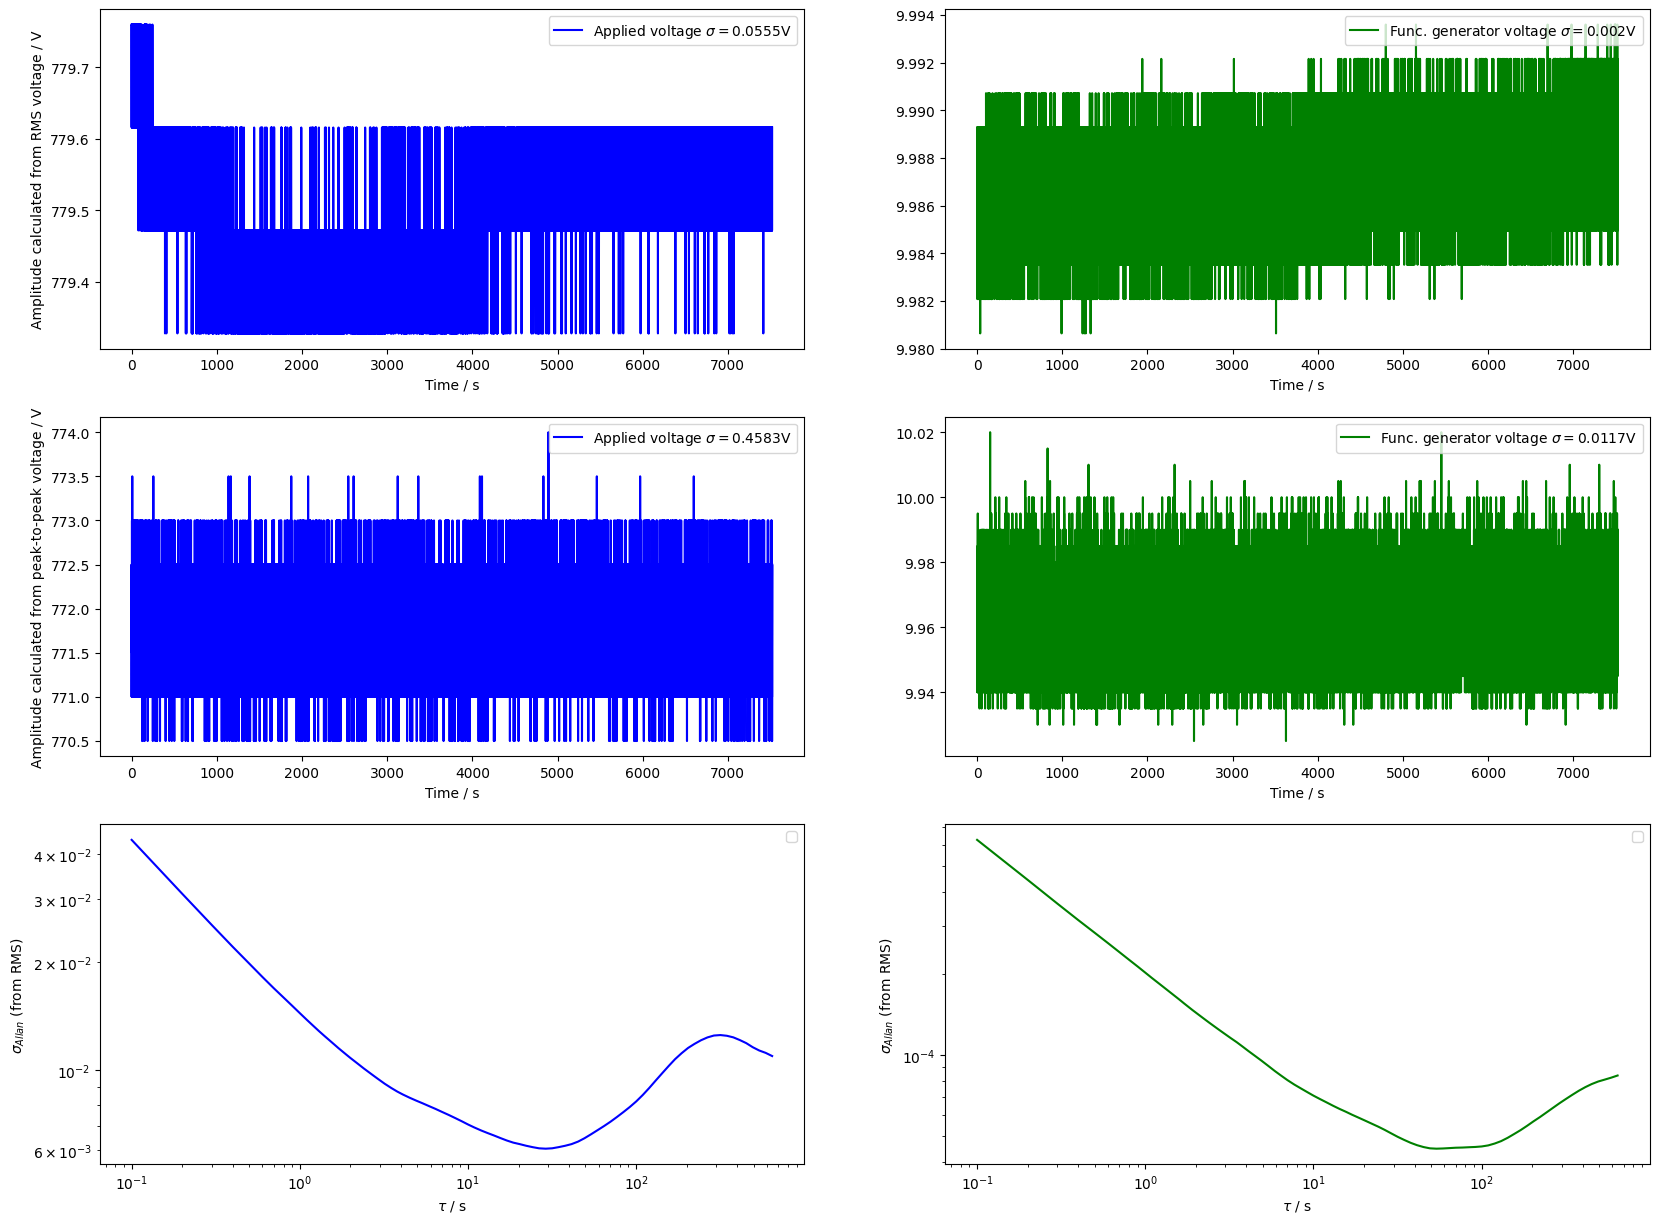 Amplitude calculated from RMS voltage / V
779.7
779.6
779.5
779.4
Applied voltage σ = 0.0555V
0 1000 2000 3000 4000 5000 6000 7000
Time / s
9.994
9.992
9.990
9.988
9.986
9.984
9.982
9.980
Func. generator voltage σ = 0.002V
0 1000 2000 3000 4000 5000 6000 7000
Time / s
Amplitude calculated from peak-to-peak voltage / V
774.0
773.5
773.0
772.5
772.0
771.5
771.0
770.5
Applied voltage σ = 0.4583V
0 1000 2000 3000 4000 5000 6000 7000
Time / s
10.02
10.00
9.98
9.96
9.94
Func. generator voltage σ = 0.0117V
0 1000 2000 3000 4000 5000 6000 7000
Time / s
σ_Allan (from RMS)
4 × 10⁻²
3 × 10⁻²
2 × 10⁻²
10⁻²
6 × 10⁻³
10⁻¹ 10⁰ 10¹ 10²
τ / s
σ_Allan (from RMS)
10⁻⁴
10⁻¹ 10⁰ 10¹ 10²
τ / s